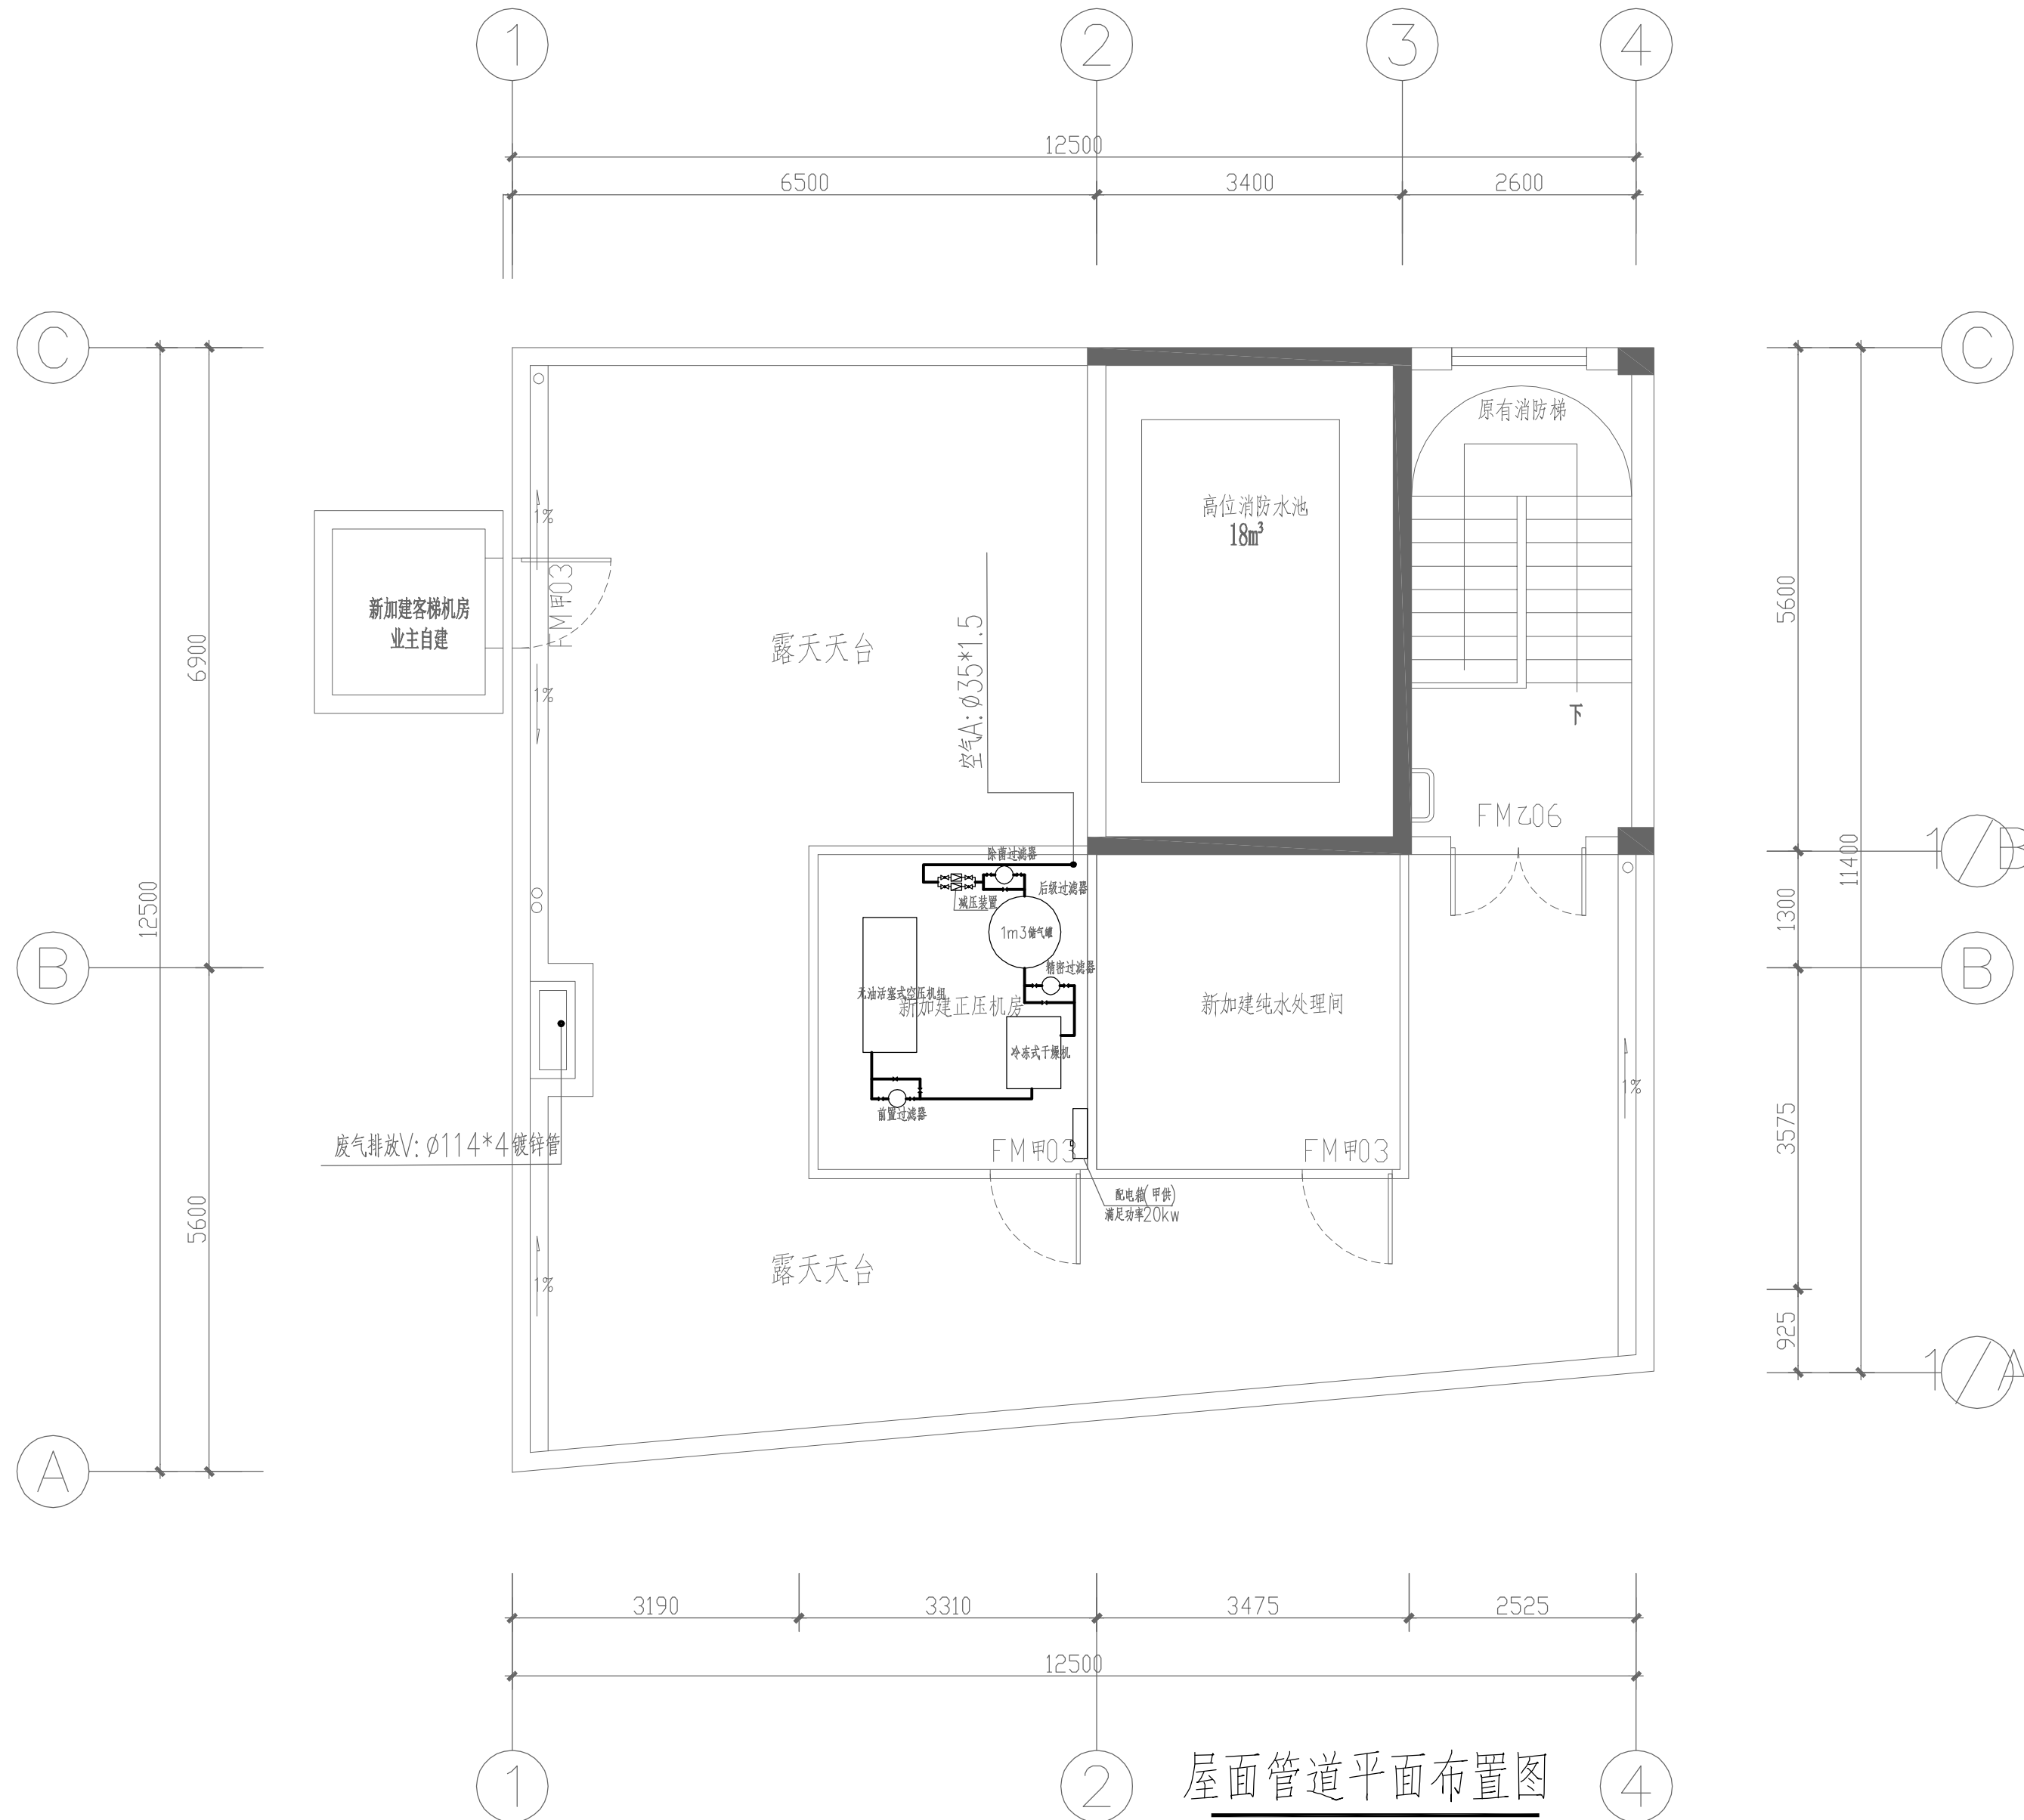 1
2
3
4
12500
6500
3400
2600
C
C
原有消防梯
高位消防水池
18m³
1%
FM甲03
新加建客梯机房
业主自建
5600
6900
露天天台
空气A: ø35*1.5
1%
下
FM乙06
1/B
11400
除菌过滤器
后级过滤器
减压装置
12500
1300
1m3储气罐
B
精密过滤器
B
无油活塞式空压机组
新加建正压机房
新加建纯水处理间
冷冻式干燥机
1%
前置过滤器
3575
废气排放V: ø114*4镀锌管
FM甲03
FM甲03
配电箱(甲供)
满足功率20kw
5600
露天天台
1%
925
1/A
A
3190
3310
3475
2525
12500
屋面管道平面布置图
1
2
4